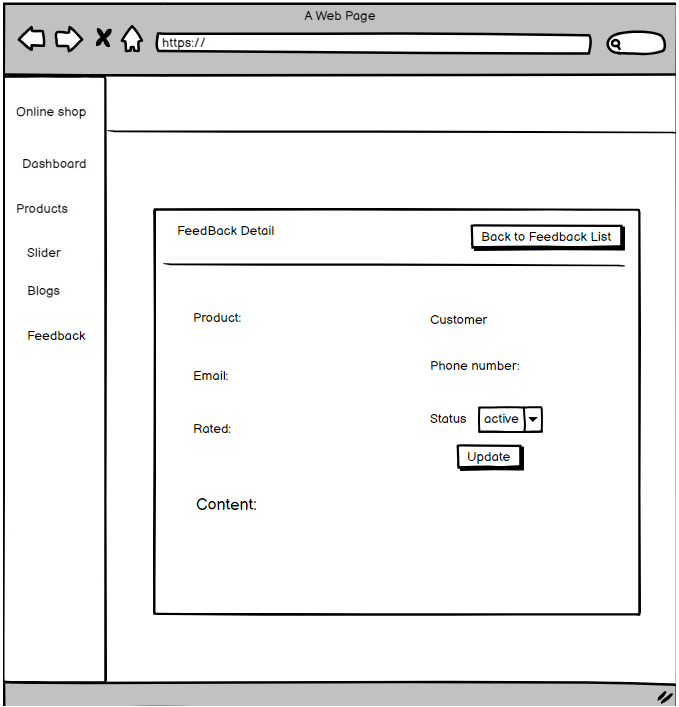 A Web Page
https://
Online shop
Dashboard
Products
Slider
Blogs
Feedback
FeedBack Detail
Back to Feedback List
Product:
Customer
Email:
Phone number:
Rated:
Status
active
Update
Content: